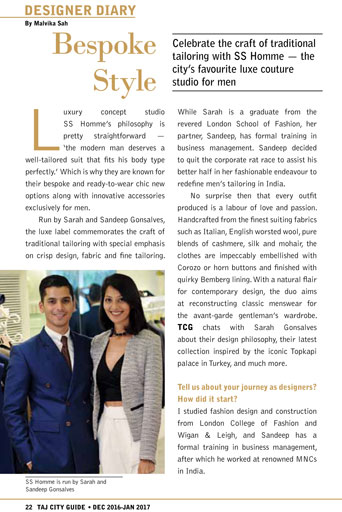 DESIGNER DIARY
By Malvika Sah
Bespoke
Style
Celebrate the craft of traditional
tailoring with SS Homme — the
city's favourite luxe couture
studio for men
Luxury concept studio
SS Homme's philosophy is
pretty straightforward —
'the modern man deserves a
well-tailored suit that fits his body type
perfectly.' Which is why they are known for
their bespoke and ready-to-wear chic new
options along with innovative accessories
exclusively for men.
Run by Sarah and Sandeep Gonsalves,
the luxe label commemorates the craft of
traditional tailoring with special emphasis
on crisp design, fabric and fine tailoring.
SS Homme is run by Sarah and
Sandeep Gonsalves
While Sarah is a graduate from the
revered London School of Fashion, her
partner, Sandeep, has formal training in
business management. Sandeep decided
to quit the corporate rat race to assist his
better half in her fashionable endeavour to
redefine men's tailoring in India.
No surprise then that every outfit
produced is a labour of love and passion.
Handcrafted from the finest suiting fabrics
such as Italian, English worsted wool, pure
blends of cashmere, silk and mohair, the
clothes are impeccably embellished with
Corozo or horn buttons and finished with
quirky Bemberg lining. With a natural flair
for contemporary design, the duo aims
at reconstructing classic menswear for
the avant-garde gentleman's wardrobe.
TCG chats with Sarah Gonsalves
about their design philosophy, their latest
collection inspired by the iconic Topkapi
palace in Turkey, and much more.
Tell us about your journey as designers?
How did it start?
I studied fashion design and construction
from London College of Fashion and
Wigan & Leigh, and Sandeep has a
formal training in business management,
after which he worked at renowned MNCs
in India.
22 TAJ CITY GUIDE • DEC 2016-JAN 2017